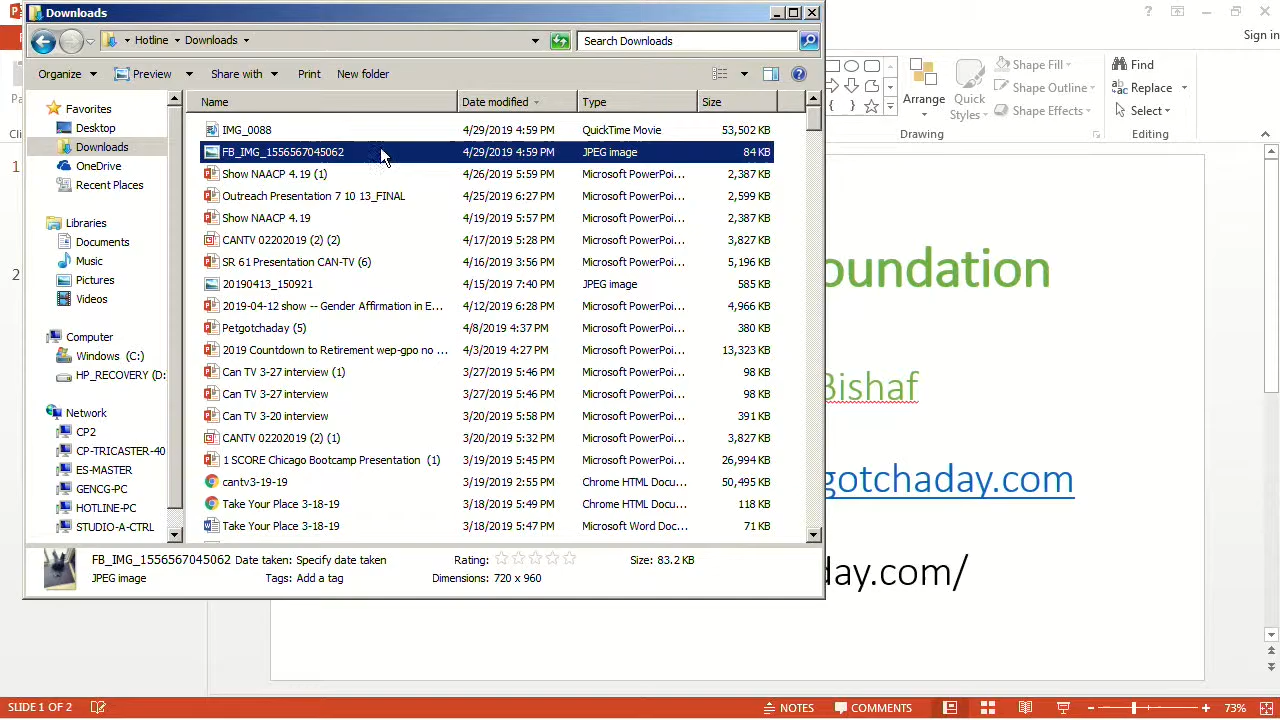 Downloads
Hotline Downloads
Search Downloads
Sign in
Organize Preview Share with Print New folder
Name Date modified Type Size
Favorites
Desktop
Downloads
OneDrive
Recent Places
Libraries
Documents
Music
Pictures
Videos
Computer
Windows (C:)
HP_RECOVERY (D:
Network
CP2
CP-TRICASTER-40
ES-MASTER
GENCG-PC
HOTLINE-PC
STUDIO-A-CTRL
IMG_0088 4/29/2019 4:59 PM QuickTime Movie 53,502 KB
FB_IMG_1556567045062 4/29/2019 4:59 PM JPEG image 84 KB
Show NAACP 4.19 (1) 4/26/2019 5:59 PM Microsoft PowerPoi... 2,387 KB
Outreach Presentation 7 10 13_FINAL 4/25/2019 6:27 PM Microsoft PowerPoi... 2,599 KB
Show NAACP 4.19 4/19/2019 5:57 PM Microsoft PowerPoi... 2,387 KB
CANTV 02202019 (2) (2) 4/17/2019 5:28 PM Microsoft PowerPoi... 3,827 KB
SR 61 Presentation CAN-TV (6) 4/16/2019 3:56 PM Microsoft PowerPoi... 5,196 KB
20190413_150921 4/15/2019 7:40 PM JPEG image 585 KB
2019-04-12 show -- Gender Affirmation in E... 4/12/2019 6:28 PM Microsoft PowerPoi... 4,966 KB
Petgotchaday (5) 4/8/2019 4:37 PM Microsoft PowerPoi... 39 KB
2019 Countdown to Retirement wep-gpo no ... 4/3/2019 4:27 PM Microsoft PowerPoi... 13,323 KB
Can TV 3-27 interview (1) 3/27/2019 5:46 PM Microsoft PowerPoi... 98 KB
Can TV 3-27 interview 3/27/2019 5:46 PM Microsoft PowerPoi... 98 KB
Can TV 3-20 interview 3/20/2019 5:58 PM Microsoft PowerPoi... 391 KB
CANTV 02202019 (2) (1) 3/20/2019 5:32 PM Microsoft PowerPoi... 3,827 KB
1 SCORE Chicago Bootcamp Presentation (1) 3/19/2019 5:45 PM Microsoft PowerPoi... 26,994 KB
cantv3-19-19 3/19/2019 2:55 PM Chrome HTML Docu... 50,495 KB
Take Your Place 3-18-19 3/18/2019 5:49 PM Chrome HTML Docu... 118 KB
Take Your Place 3-18-19 3/18/2019 5:47 PM Microsoft Word Doc... 71 KB
FB_IMG_1556567045062 Date taken: Specify date taken Rating: Size: 83.2 KB
JPEG image Tags: Add a tag Dimensions: 720 x 960
Arrange
Quick Styles
Shape Fill
Shape Outline
Shape Effects
Drawing
Find
Replace
Select
Editing
1
2
oundation
Bishaf
gotchaday.com
day.com/
SLIDE 1 OF 2 NOTES COMMENTS 73%